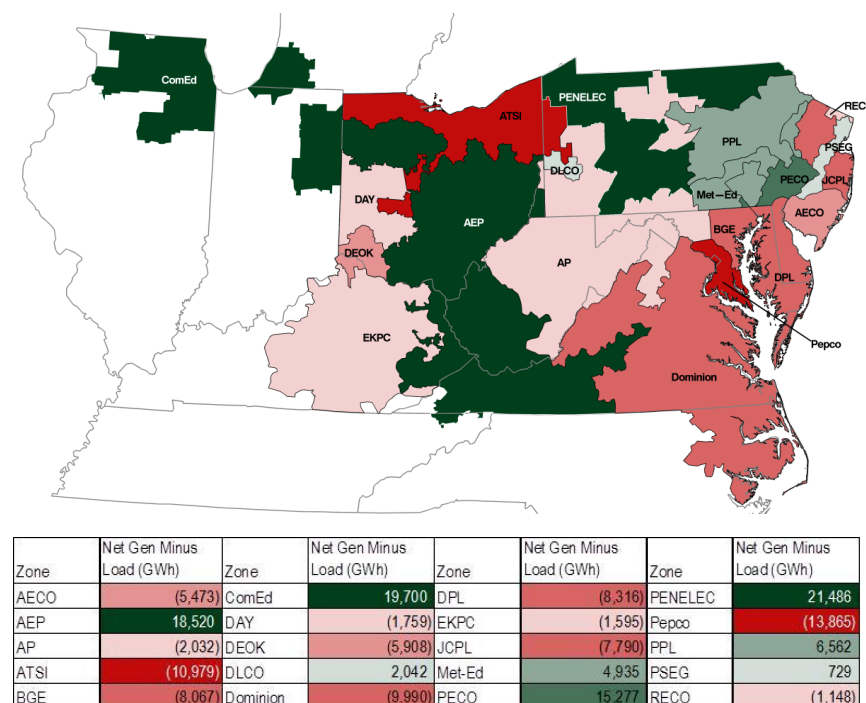 ComEd
ATSI
PENELEC
REC
PPL
PSEG
DLCO
PECO
JCPL
Met-Ed
DAY
AECO
AEP
BGE
DEOK
AP
DPL
EKPC
Pepco
Dominion
Zone Net Gen Minus Load (GWh) Zone Net Gen Minus Load (GWh) Zone Net Gen Minus Load (GWh) Zone Net Gen Minus Load (GWh)
AECO (5,473) ComEd 19,700 DPL (8,316) PENELEC 21,486
AEP 18,520 DAY (1,759) EKPC (1,595) Pepco (13,865)
AP (2,032) DEOK (5,908) JCPL (7,790) PPL 6,562
ATSI (10,979) DLCO 2,042 Met-Ed 4,935 PSEG 729
BGE (8,067) Dominion (9,990) PECO 15,277 RECO (1,148)